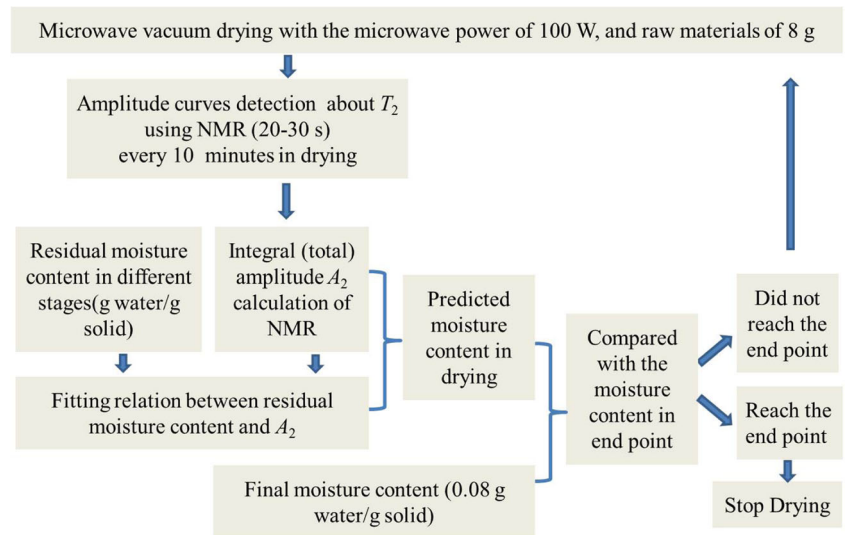 Microwave vacuum drying with the microwave power of 100 W, and raw materials of 8 g
Amplitude curves detection about T₂
using NMR (20-30 s)
every 10 minutes in drying
Residual moisture
content in different
stages(g water/g
solid)
Integral (total)
amplitude A₂
calculation of
NMR
Fitting relation between residual
moisture content and A₂
Predicted
moisture
content in
drying
Final moisture content (0.08 g
water/g solid)
Compared
with the
moisture
content in
end point
Did not
reach the
end point
Reach the
end point
Stop Drying